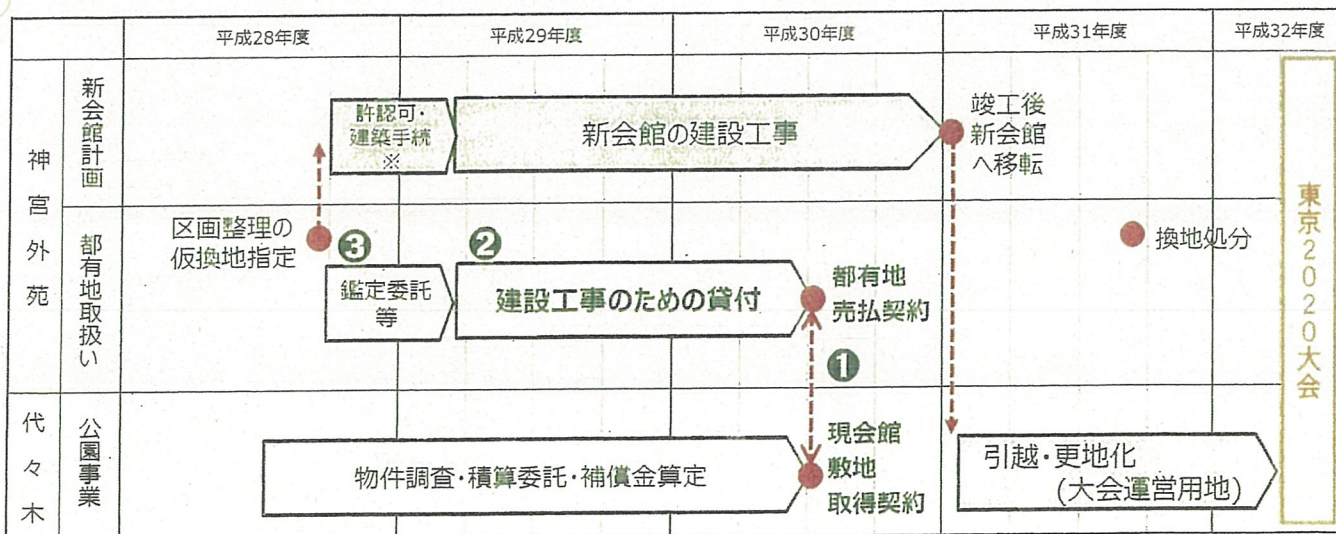 平成28年度
平成29年度
平成30年度
平成31年度
平成32年度
神宮外苑
新会館計画
許認可・
建築手続
※
新会館の建設工事
竣工後
新会館
へ移転
都有地取扱い
区画整理の
仮換地指定
❸
鑑定委託
等
❷
建設工事のための貸付
都有地
売払契約
換地処分
❶
代々木
公園事業
物件調査・積算委託・補償金算定
現会館
敷地
取得契約
引越・更地化
(大会運営用地)
東京2020大会